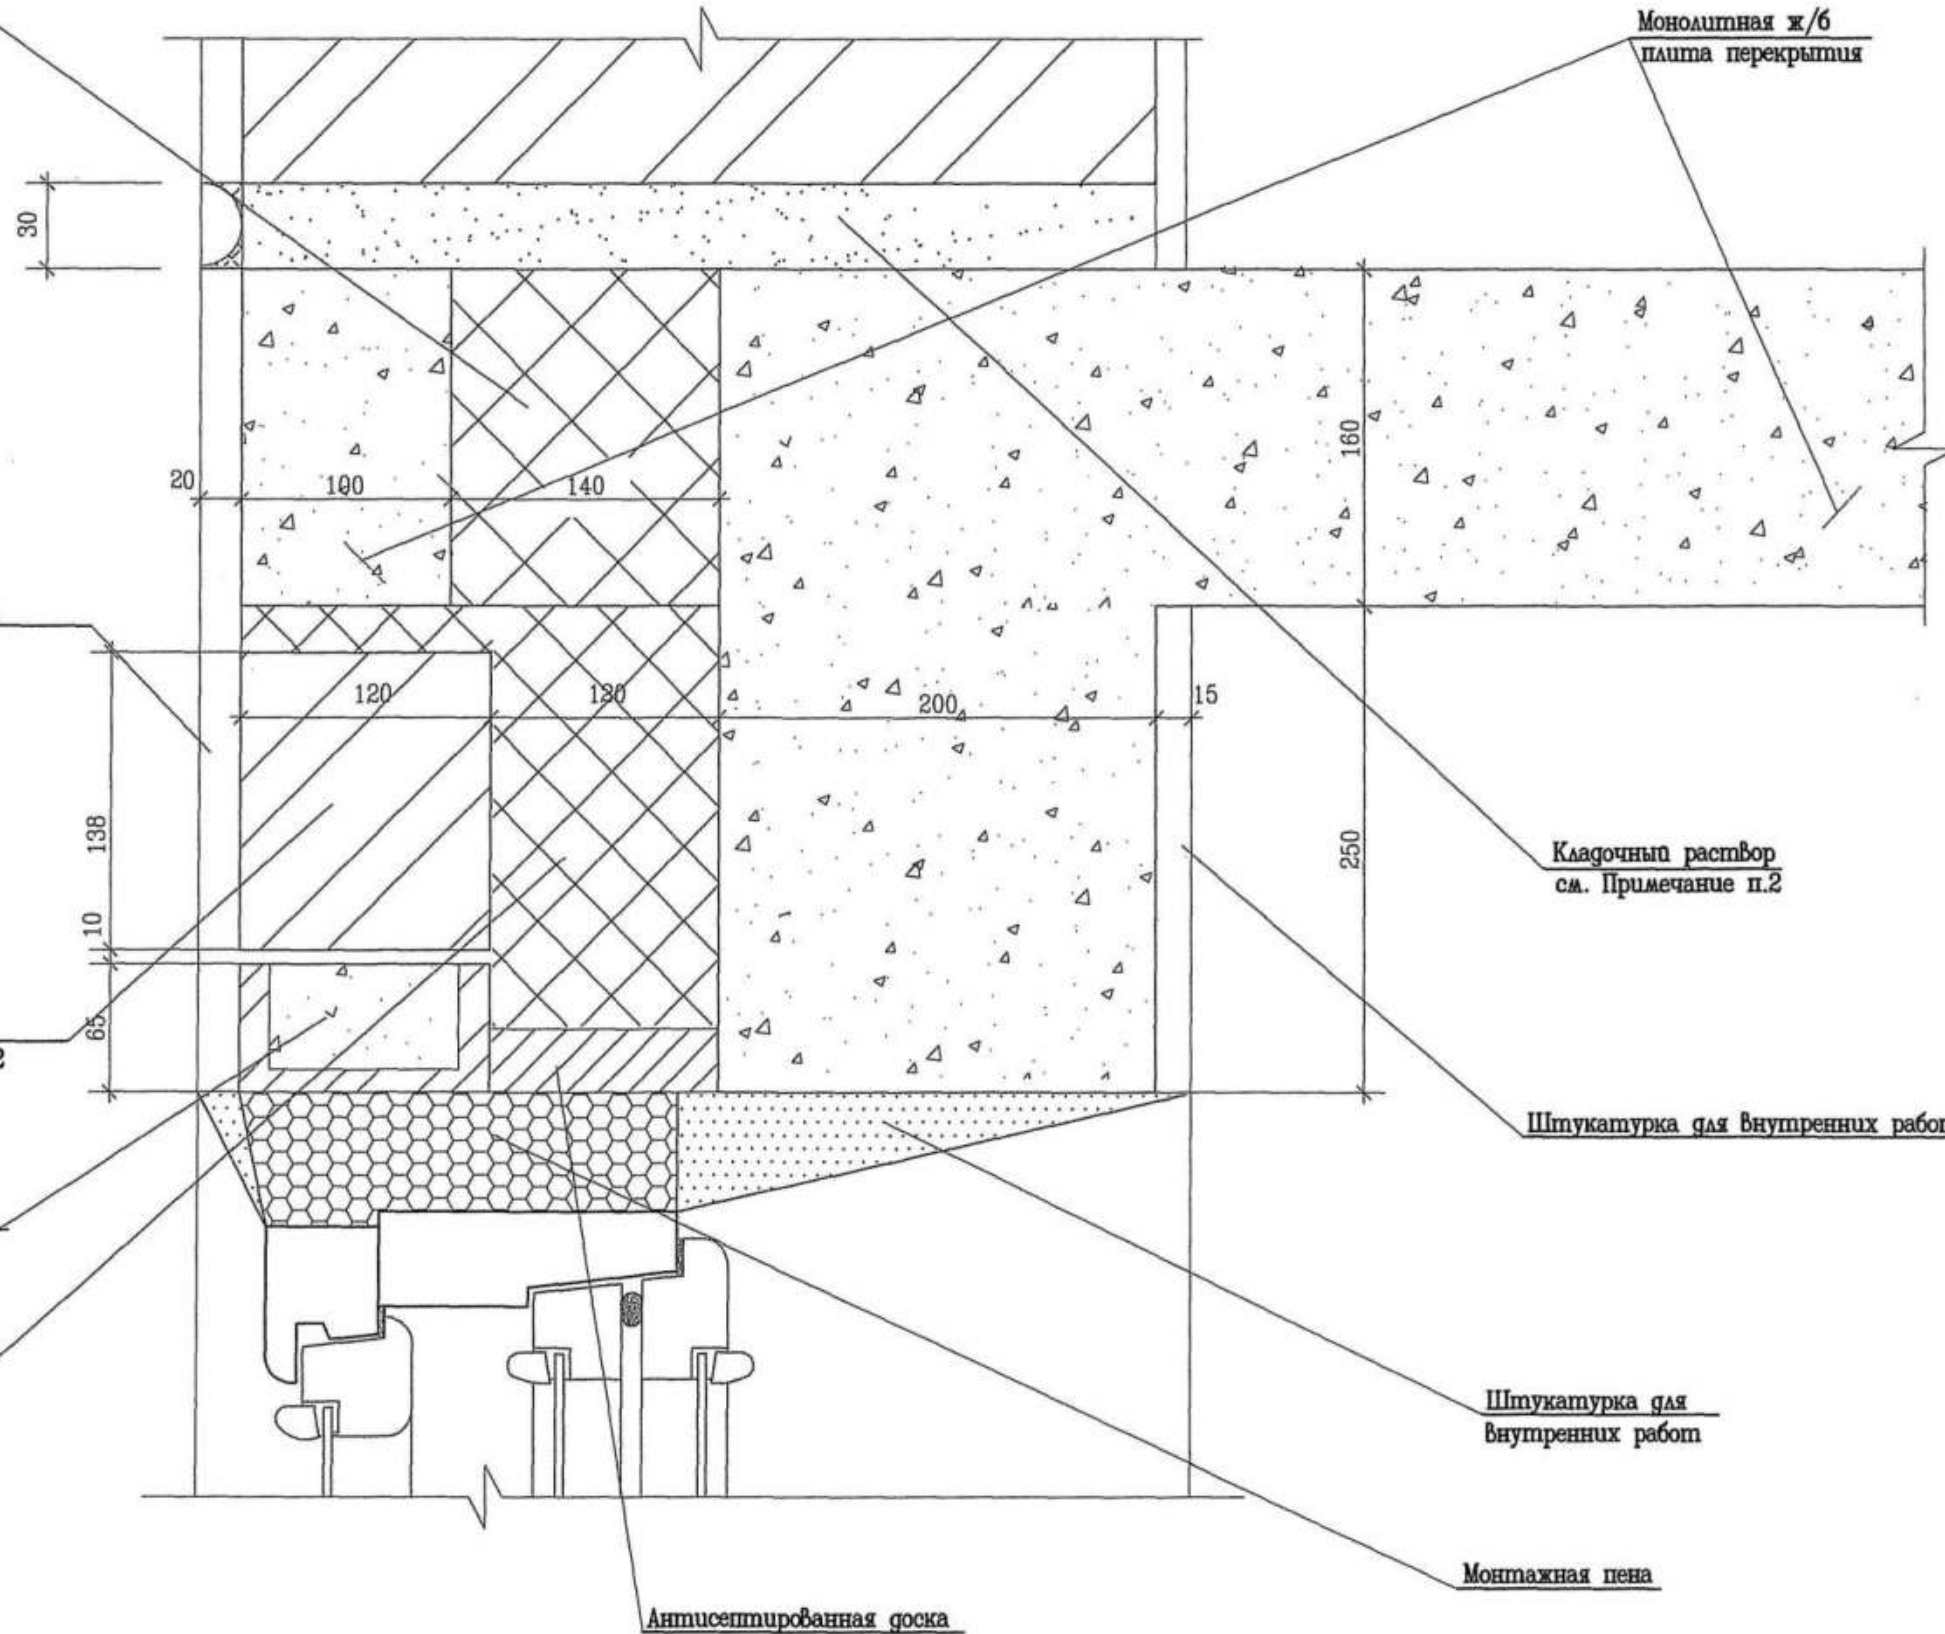 Монолитная ж/б
плита перекрытия
30
160
20
100
140
120
120
200
15
138
250
Кладочный раствор
см. Примечание п.2
10
65
2
Штукатурка для внутренних работ
Штукатурка для
внутренних работ
Монтажная пена
Антисептированная доска